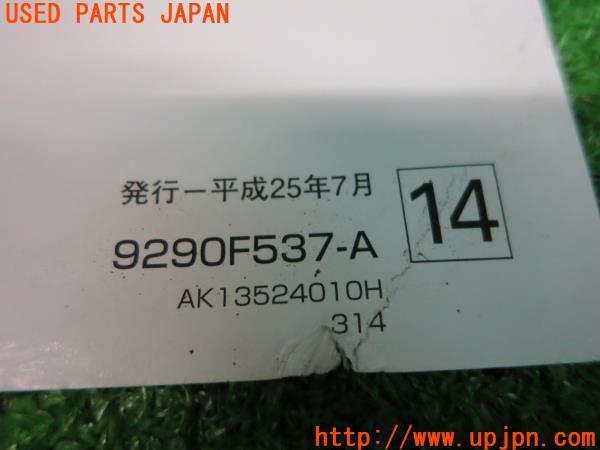 USED PARTS JAPAN
発行ー平成25年7月
14
9290F537-A
AK13524010H
314
http://www.upjpn.com/